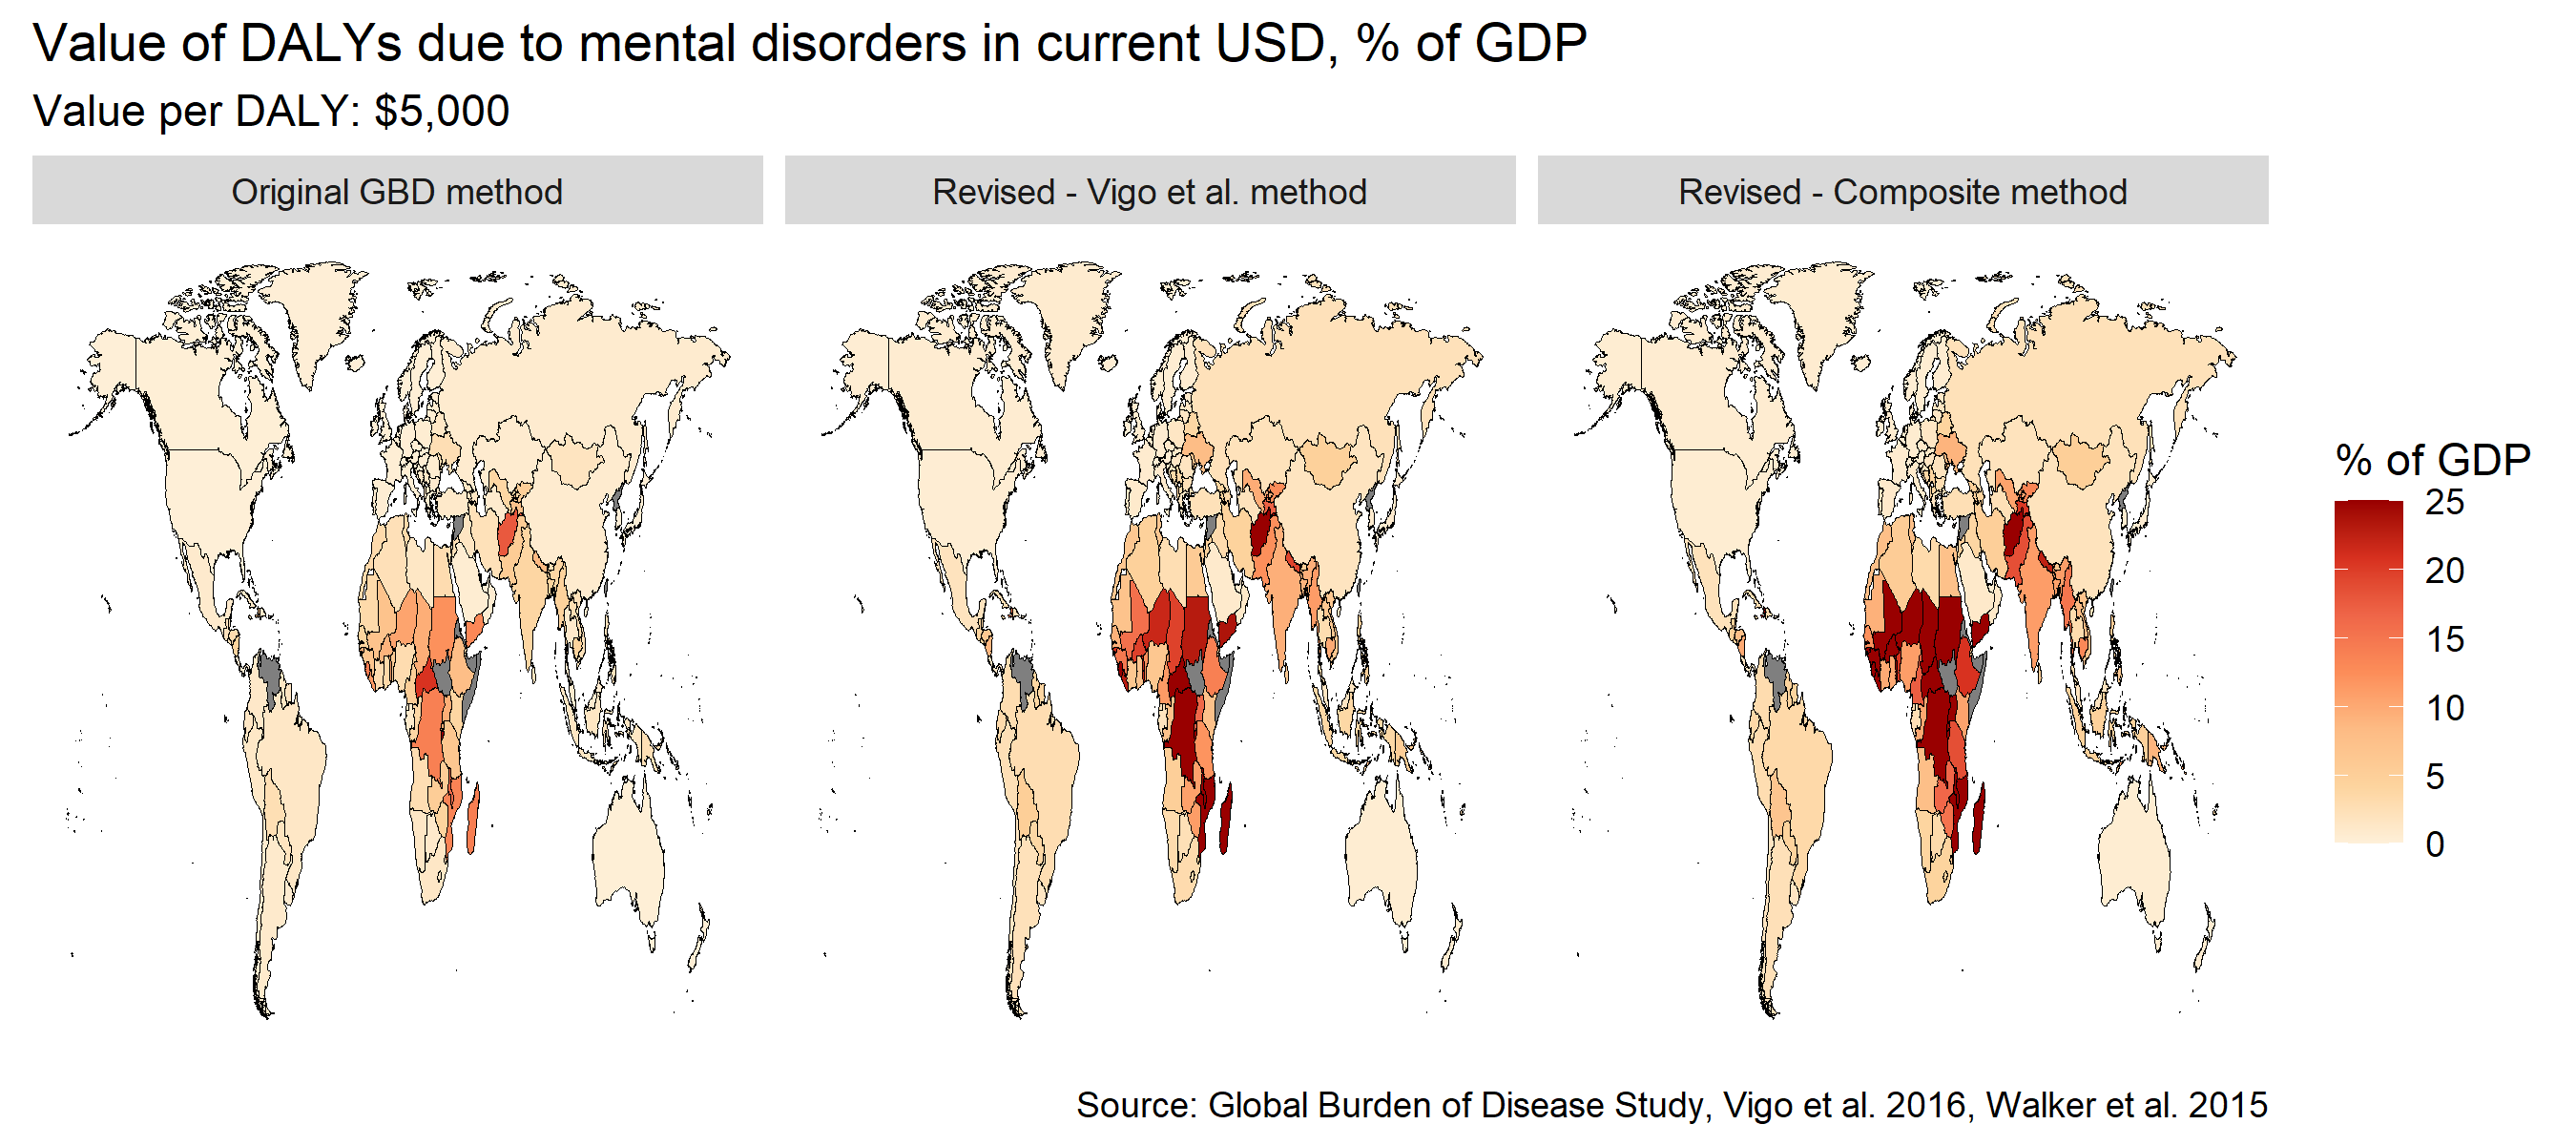 Value of DALYs due to mental disorders in current USD, % of GDP
Value per DALY: $5,000
Original GBD method
Revised - Vigo et al. method
Revised - Composite method
% of GDP
25
20
15
10
5
0
Source: Global Burden of Disease Study, Vigo et al. 2016, Walker et al. 2015